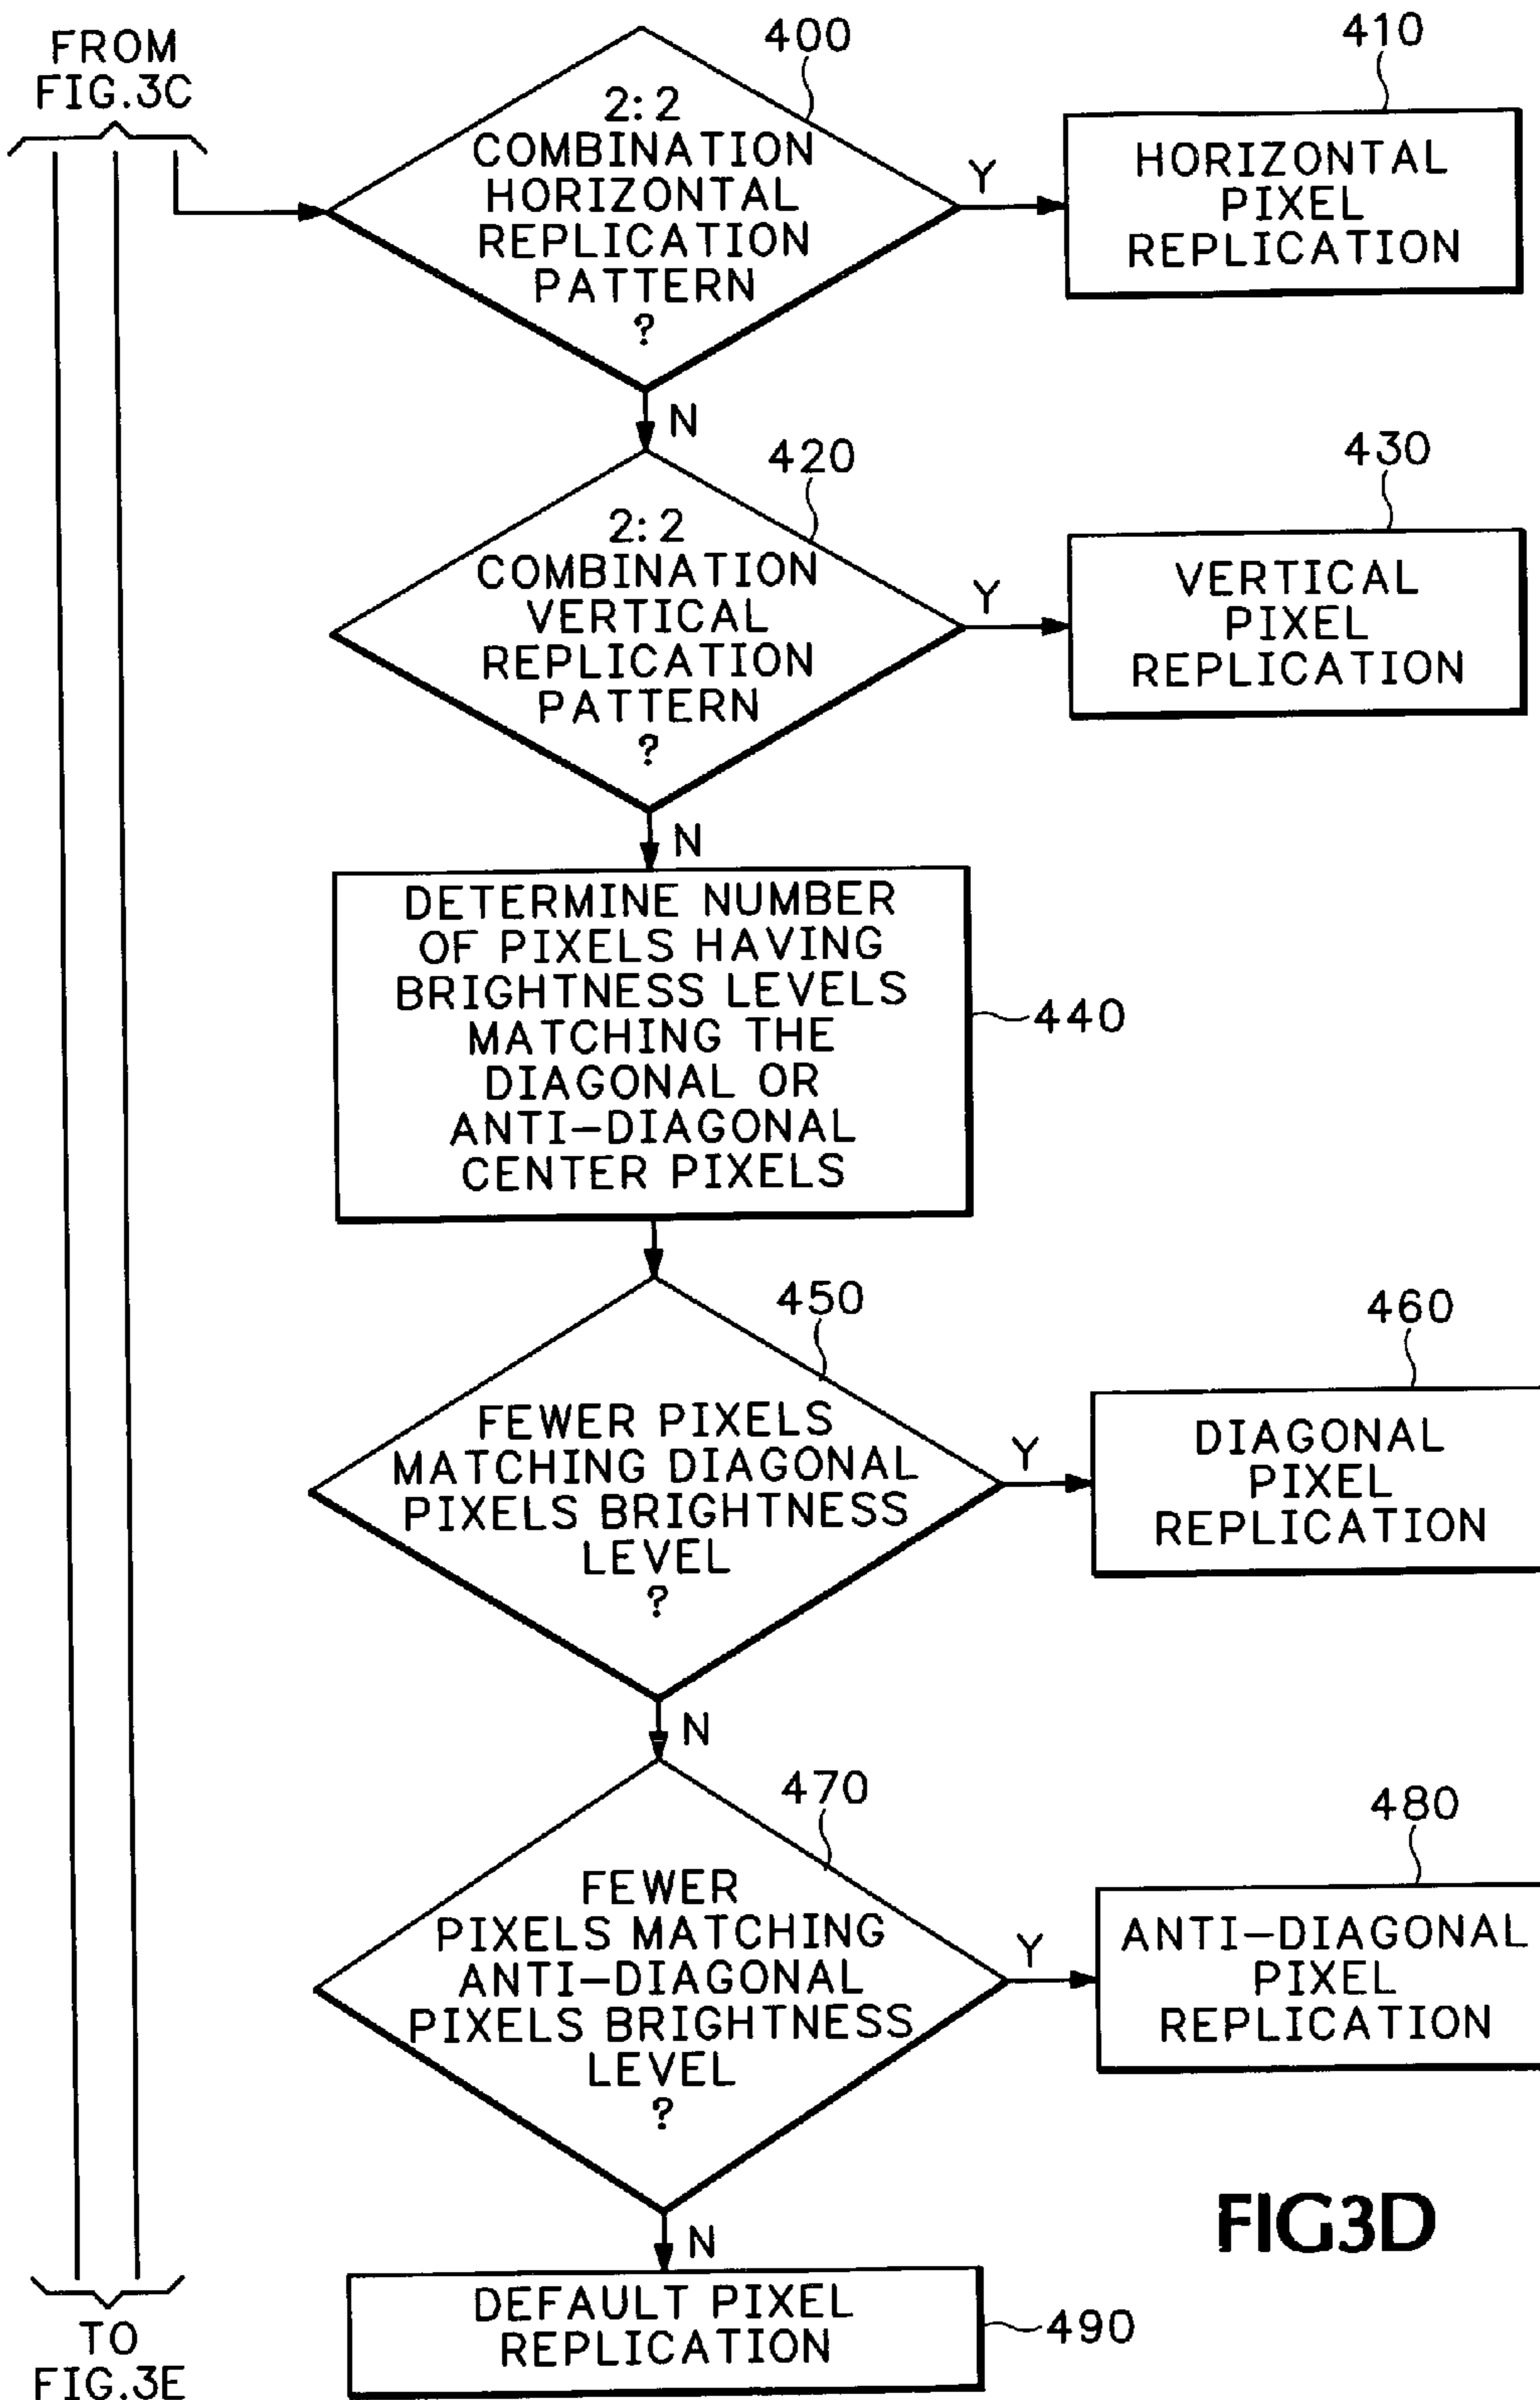 FROM
FIG.3C
400
2:2
COMBINATION
HORIZONTAL
REPLICATION
PATTERN
?
Y
410
HORIZONTAL
PIXEL
REPLICATION
N
420
2:2
COMBINATION
VERTICAL
REPLICATION
PATTERN
?
Y
430
VERTICAL
PIXEL
REPLICATION
N
DETERMINE NUMBER
OF PIXELS HAVING
BRIGHTNESS LEVELS
MATCHING THE
DIAGONAL OR
ANTI-DIAGONAL
CENTER PIXELS
440
450
FEWER PIXELS
MATCHING DIAGONAL
PIXELS BRIGHTNESS
LEVEL
?
Y
460
DIAGONAL
PIXEL
REPLICATION
N
470
FEWER
PIXELS MATCHING
ANTI-DIAGONAL
PIXELS BRIGHTNESS
LEVEL
?
Y
480
ANTI-DIAGONAL
PIXEL
REPLICATION
N
DEFAULT PIXEL
REPLICATION
490
TO
FIG.3E
FIG3D